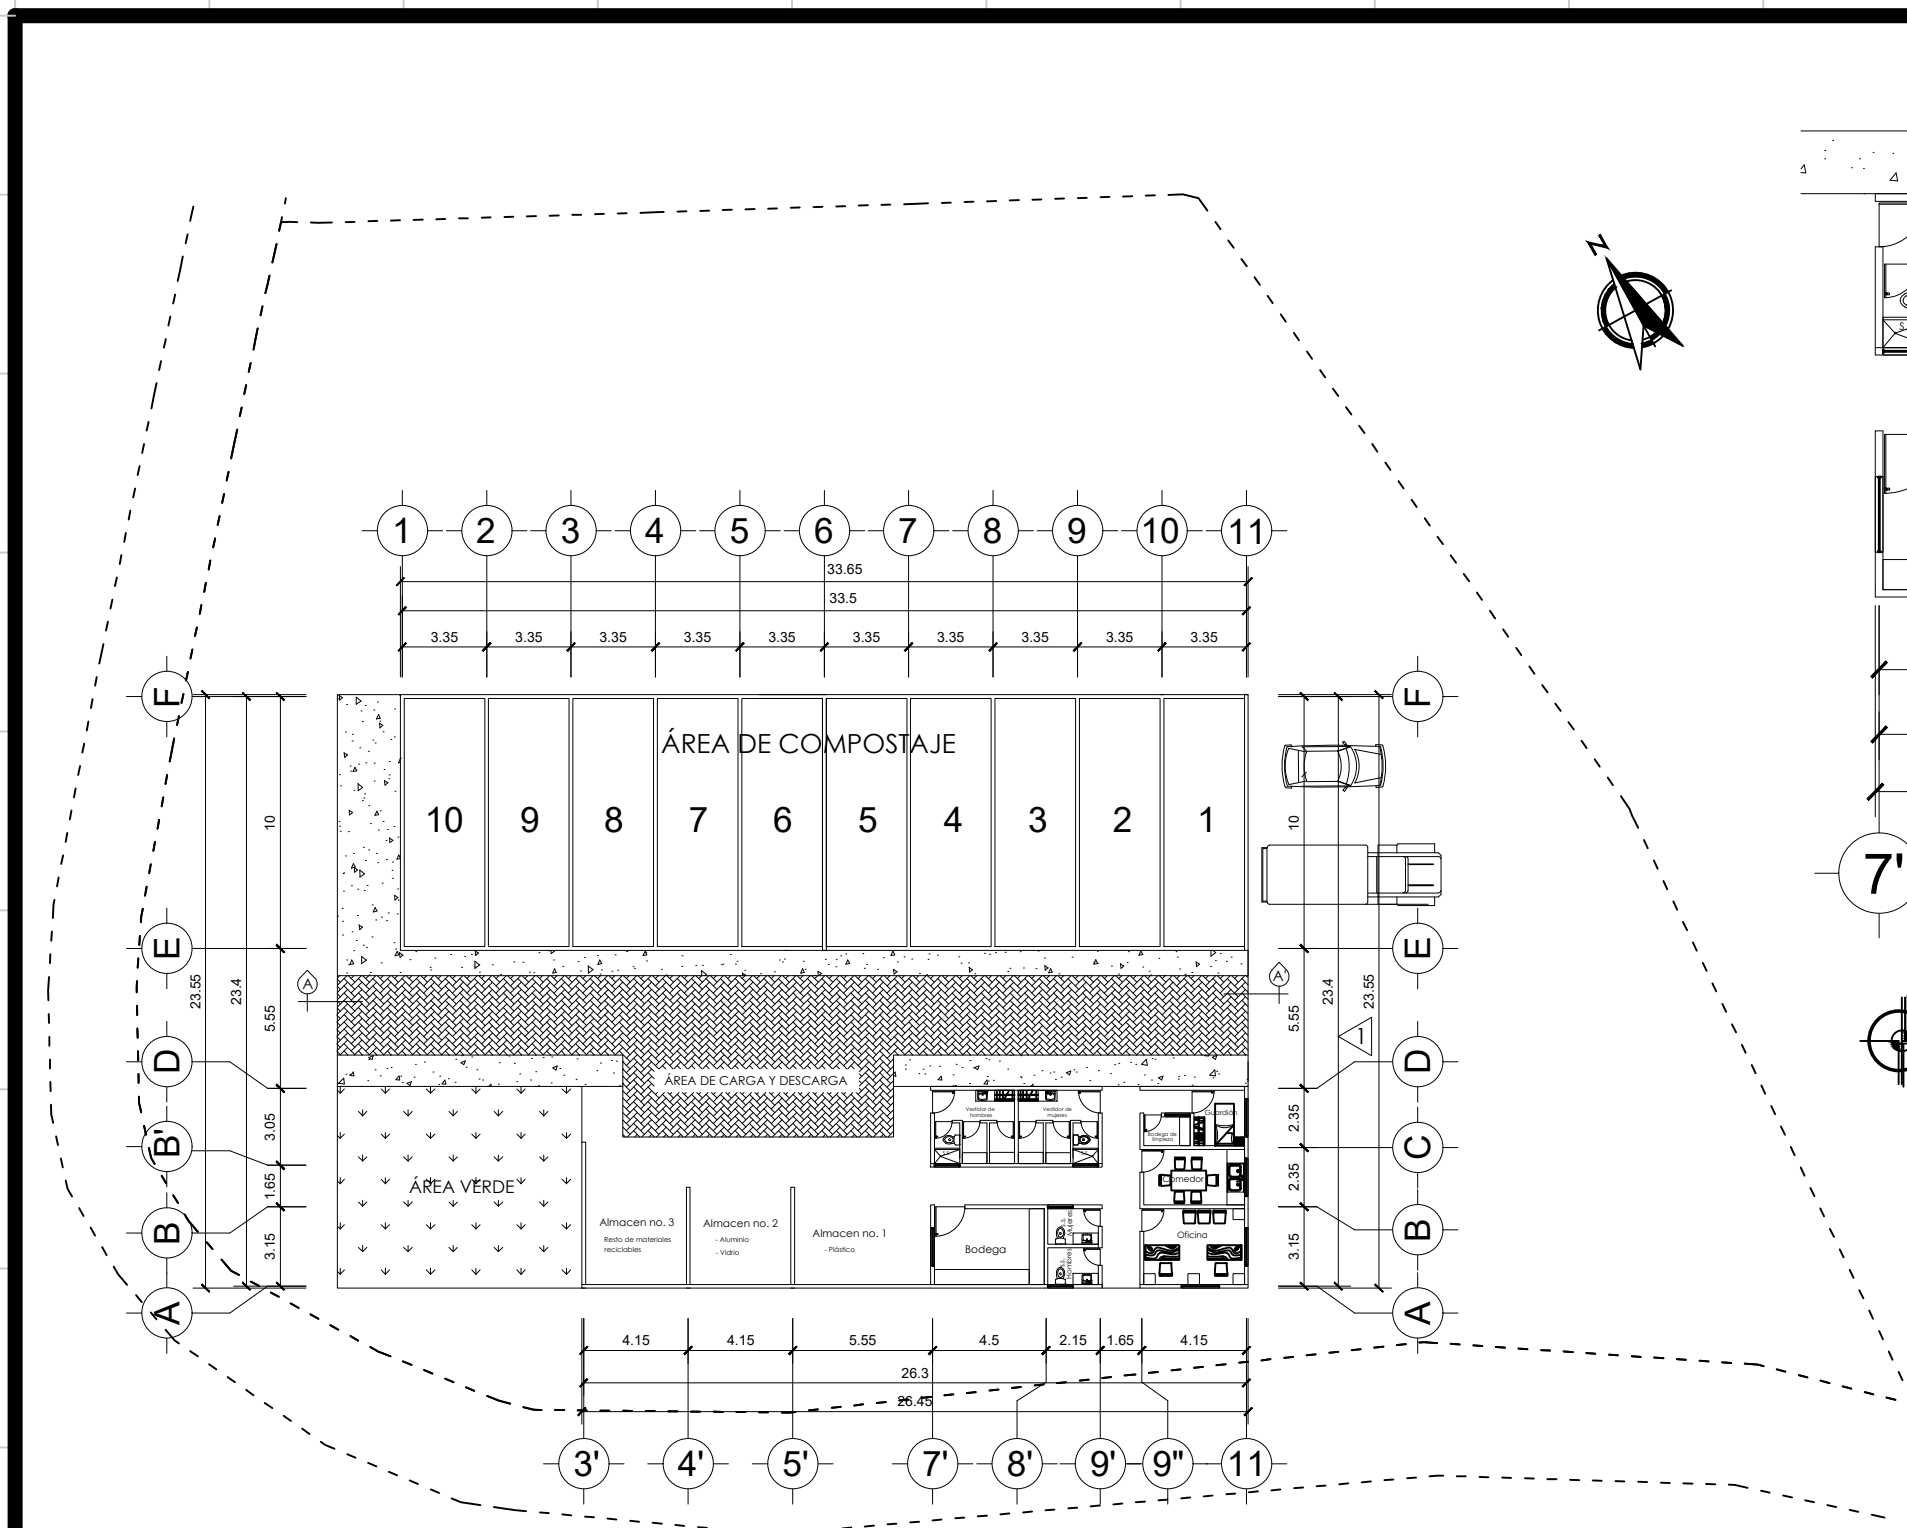 N
1 2 3 4 5 6 7 8 9 10 11
33.65
33.5
3.35 3.35 3.35 3.35 3.35 3.35 3.35 3.35 3.35 3.35
F F
ÁREA DE COMPOSTAJE
10 9 8 7 6 5 4 3 2 1
10 10
7'
E E
23.55 23.4 5.55
A A'
5.55 23.4 23.55
1
D D
ÁREA DE CARGA Y DESCARGA
Vestidor de
hombres
Vestidor de
mujeres
Guardián
Bodega de
limpieza
3.05 2.35
B' C
1.65 2.35
ÁREA VERDE
Comedor
B B
3.15 3.15
Almacen no. 3
Resto de materiales
reciclables
Almacen no. 2
- Aluminio
- Vidrio
Almacen no. 1
- Plástico
Bodega
S.S.
Mujeres
S.S.
Hombres
Oficina
A A
4.15 4.15 5.55 4.5 2.15 1.65 4.15
26.3
26.45
3' 4' 5' 7' 8' 9' 9" 11